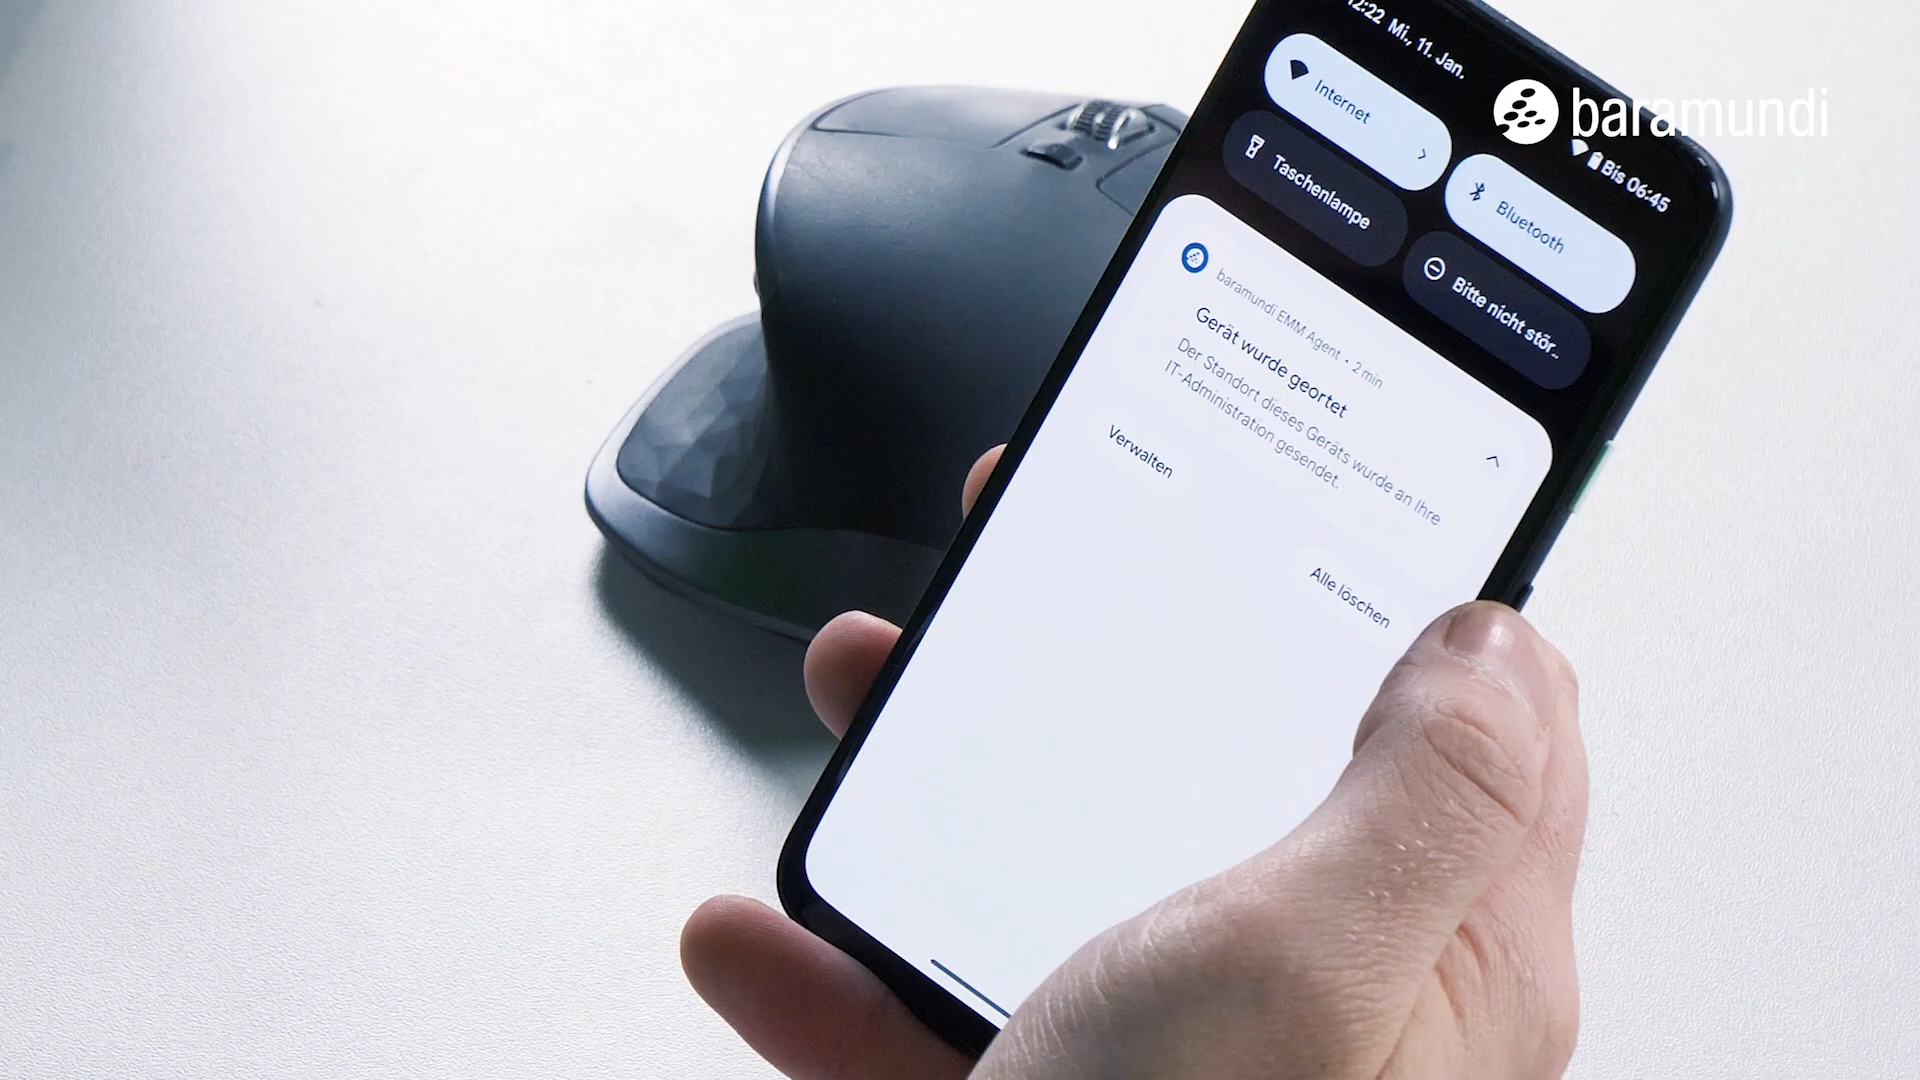 12:22 Mi., 11. Jan.
baramundi
Bis 06:45
Internet
Bluetooth
Taschenlampe
Bitte nicht stör..
baramundi EMM Agent • 2 min
Gerät wurde geortet
Der Standort dieses Geräts wurde an Ihre
IT-Administration gesendet.
Verwalten
Alle löschen